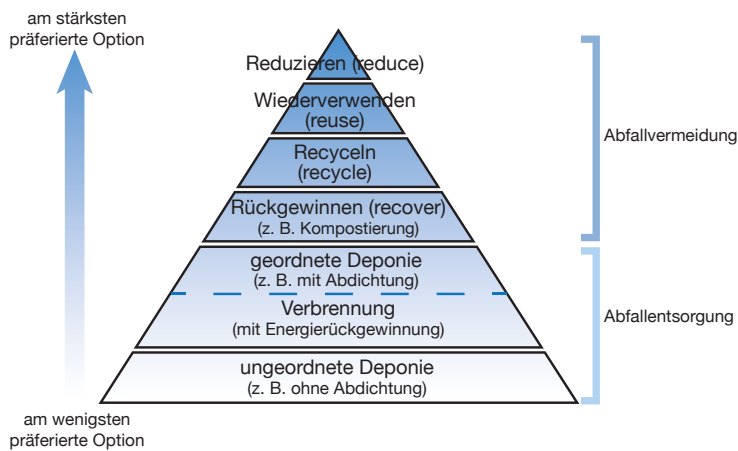 am stärksten
präferierte Option
Reduzieren (reduce)
Wiederverwenden
(reuse)
Recyceln
(recycle)
Rückgewinnen (recover)
(z. B. Kompostierung)
Abfallvermeidung
geordnete Deponie
(z. B. mit Abdichtung)
Verbrennung
(mit Energierückgewinnung)
ungeordnete Deponie
(z. B. ohne Abdichtung)
Abfallentsorgung
am wenigsten
präferierte Option